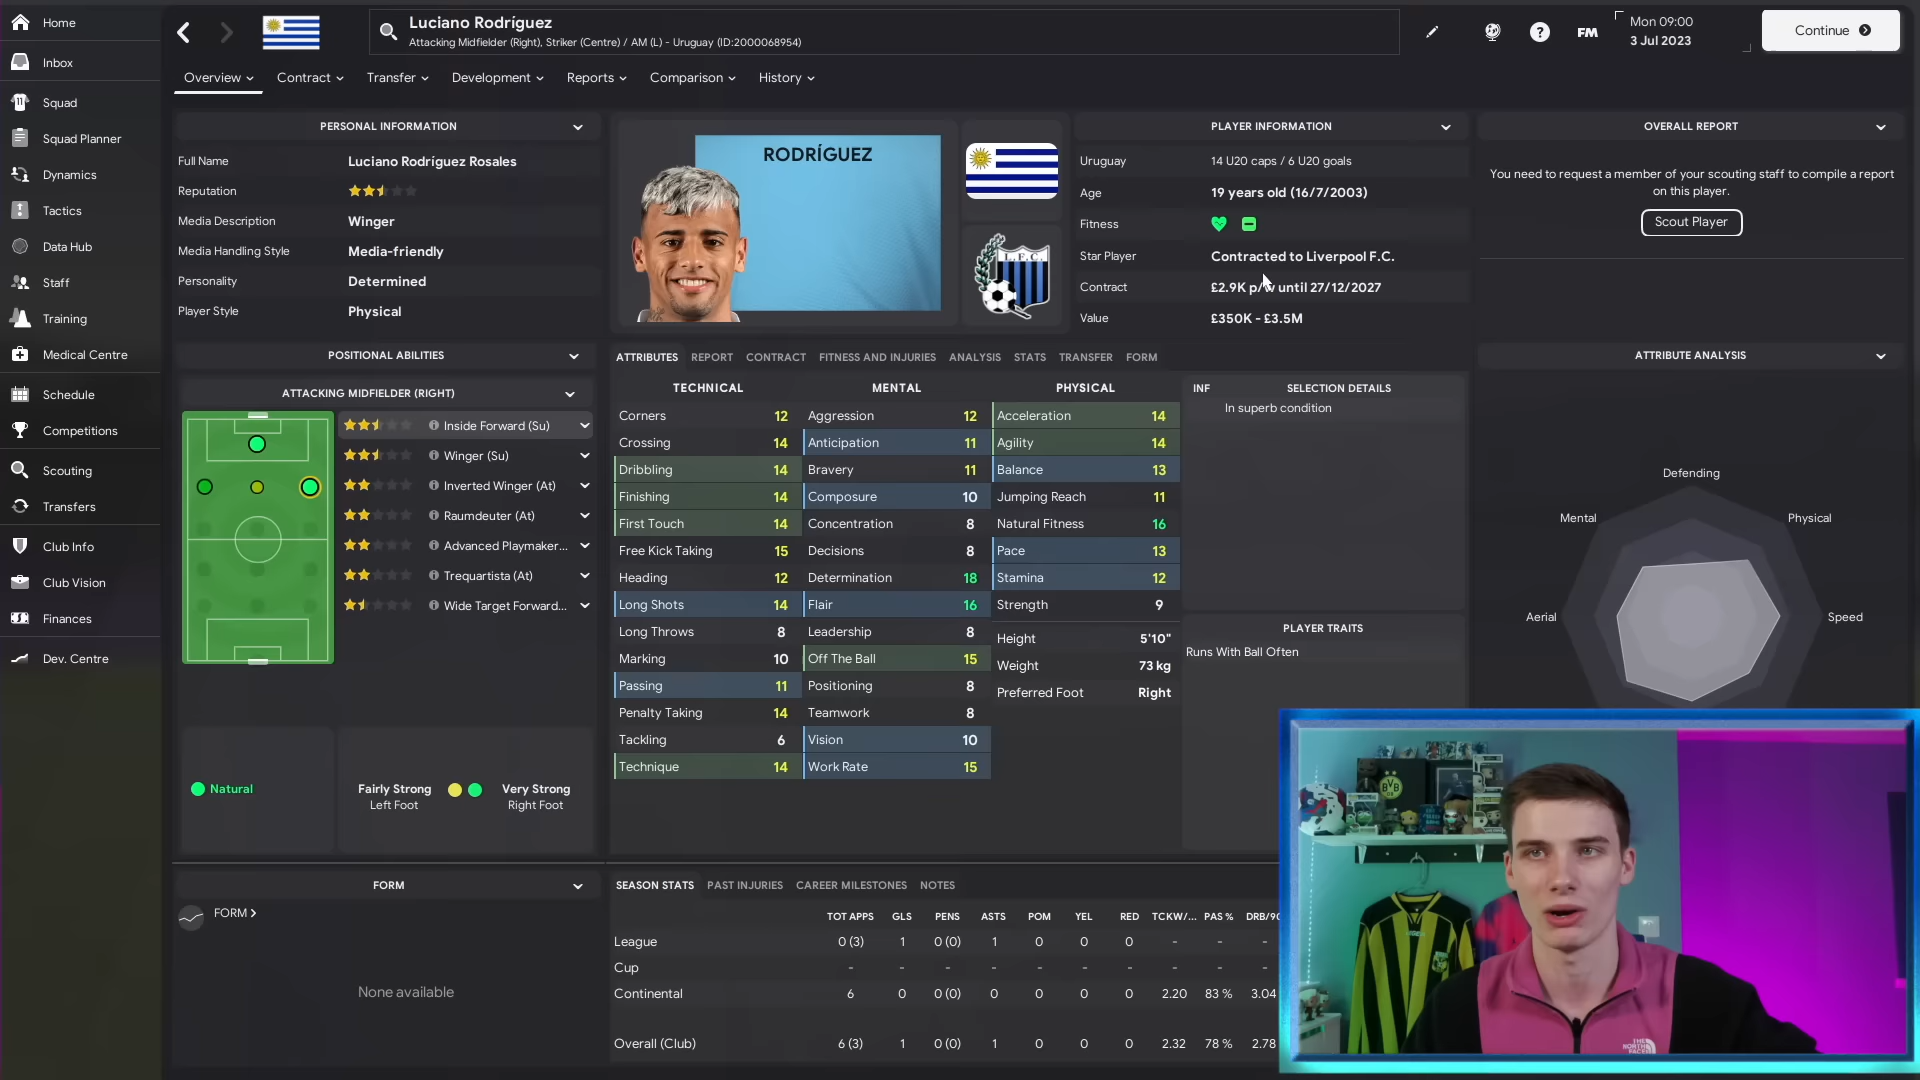 Home
Inbox
Squad
Squad Planner
Dynamics
Tactics
Data Hub
Staff
Training
Medical Centre
Schedule
Competitions
Scouting
Transfers
Club Info
Club Vision
Finances
Dev. Centre
Luciano Rodríguez
Attacking Midfielder (Right), Striker (Centre) / AM (L) - Uruguay (ID:2000068954)
FM
Mon 09:00
3 Jul 2023
Continue
Overview
Contract
Transfer
Development
Reports
Comparison
History
PERSONAL INFORMATION
Full Name Luciano Rodríguez Rosales
Reputation
Media Description Winger
Media Handling Style Media-friendly
Personality Determined
Player Style Physical
RODRÍGUEZ
L.F.C.
PLAYER INFORMATION
Uruguay 14 U20 caps / 6 U20 goals
Age 19 years old (16/7/2003)
Fitness
Star Player Contracted to Liverpool F.C.
Contract £2.9K p/w until 27/12/2027
Value £350K - £3.5M
OVERALL REPORT
You need to request a member of your scouting staff to compile a report
on this player.
Scout Player
POSITIONAL ABILITIES
ATTACKING MIDFIELDER (RIGHT)
Inside Forward (Su)
Winger (Su)
Inverted Winger (At)
Raumdeuter (At)
Advanced Playmaker...
Trequartista (At)
Wide Target Forward...
Natural
Fairly Strong
Left Foot
Very Strong
Right Foot
ATTRIBUTES REPORT CONTRACT FITNESS AND INJURIES ANALYSIS STATS TRANSFER FORM
TECHNICAL
Corners 12
Crossing 14
Dribbling 14
Finishing 14
First Touch 14
Free Kick Taking 15
Heading 12
Long Shots 14
Long Throws 8
Marking 10
Passing 11
Penalty Taking 14
Tackling 6
Technique 14
MENTAL
Aggression 12
Anticipation 11
Bravery 11
Composure 10
Concentration 8
Decisions 8
Determination 18
Flair 16
Leadership 8
Off The Ball 15
Positioning 8
Teamwork 8
Vision 10
Work Rate 15
PHYSICAL
Acceleration 14
Agility 14
Balance 13
Jumping Reach 11
Natural Fitness 16
Pace 13
Stamina 12
Strength 9
Height 5'10"
Weight 73 kg
Preferred Foot Right
INF SELECTION DETAILS
In superb condition
PLAYER TRAITS
Runs With Ball Often
ATTRIBUTE ANALYSIS
Defending
Mental
Physical
Aerial
Speed
FORM
FORM
None available
SEASON STATS PAST INJURIES CAREER MILESTONES NOTES
TOT APPS GLS PENS ASTS POM YEL RED TCKW/... PAS % DRB/90
League 0 (3) 1 0 (0) 1 0 0 0 - - -
Cup - - - - - - - - - -
Continental 6 0 0 (0) 0 0 0 0 2.20 83 % 3.04
Overall (Club) 6 (3) 1 0 (0) 1 0 0 0 2.32 78 % 2.78
BVB
09
THE
NORTH
FACE